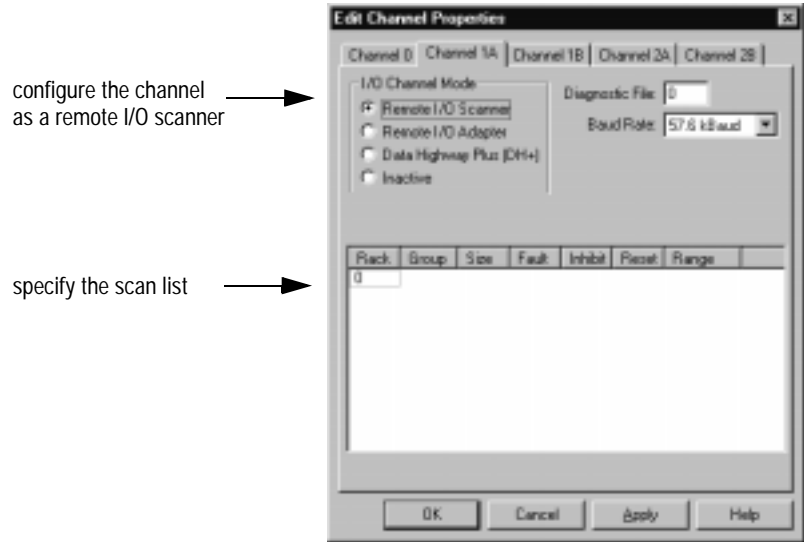 Edit Channel Properties
Channel 0 Channel 1A Channel 1B Channel 2A Channel 2B
configure the channel
as a remote I/O scanner
I/O Channel Mode
Remote I/O Scanner
Remote I/O Adapter
Data Highway Plus (DH+)
Inactive
Diagnostic File: 0
Baud Rate: 57.6 kBaud
specify the scan list
Rack Group Size Fault Inhibit Reset Range
0
OK Cancel Apply Help